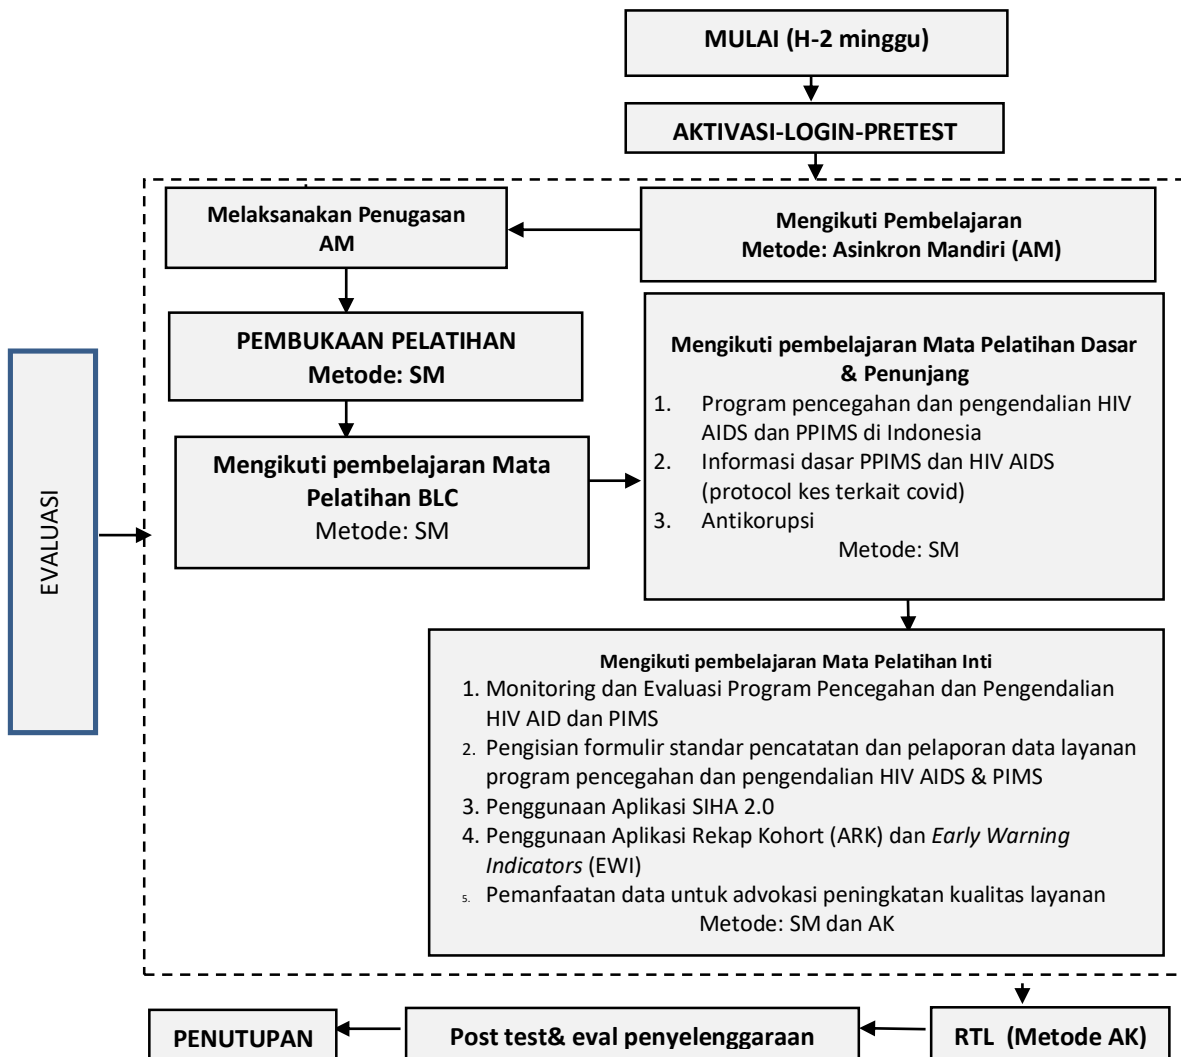 MULAI (H-2 minggu)
AKTIVASI-LOGIN-PRETEST
Mengikuti Pembelajaran
Metode: Asinkron Mandiri (AM)
Melaksanakan Penugasan
AM
PEMBUKAAN PELATIHAN
Metode: SM
Mengikuti pembelajaran Mata
Pelatihan BLC
Metode: SM
Mengikuti pembelajaran Mata Pelatihan Dasar
& Penunjang
1. Program pencegahan dan pengendalian HIV
AIDS dan PPIMS di Indonesia
2. Informasi dasar PPIMS dan HIV AIDS
(protocol kes terkait covid)
3. Antikorupsi
Metode: SM
EVALUASI
Mengikuti pembelajaran Mata Pelatihan Inti
1. Monitoring dan Evaluasi Program Pencegahan dan Pengendalian
HIV AID dan PIMS
2. Pengisian formulir standar pencatatan dan pelaporan data layanan
program pencegahan dan pengendalian HIV AIDS & PIMS
3. Penggunaan Aplikasi SIHA 2.0
4. Penggunaan Aplikasi Rekap Kohort (ARK) dan Early Warning
Indicators (EWI)
5. Pemanfaatan data untuk advokasi peningkatan kualitas layanan
Metode: SM dan AK
RTL (Metode AK)
Post test& eval penyelenggaraan
PENUTUPAN